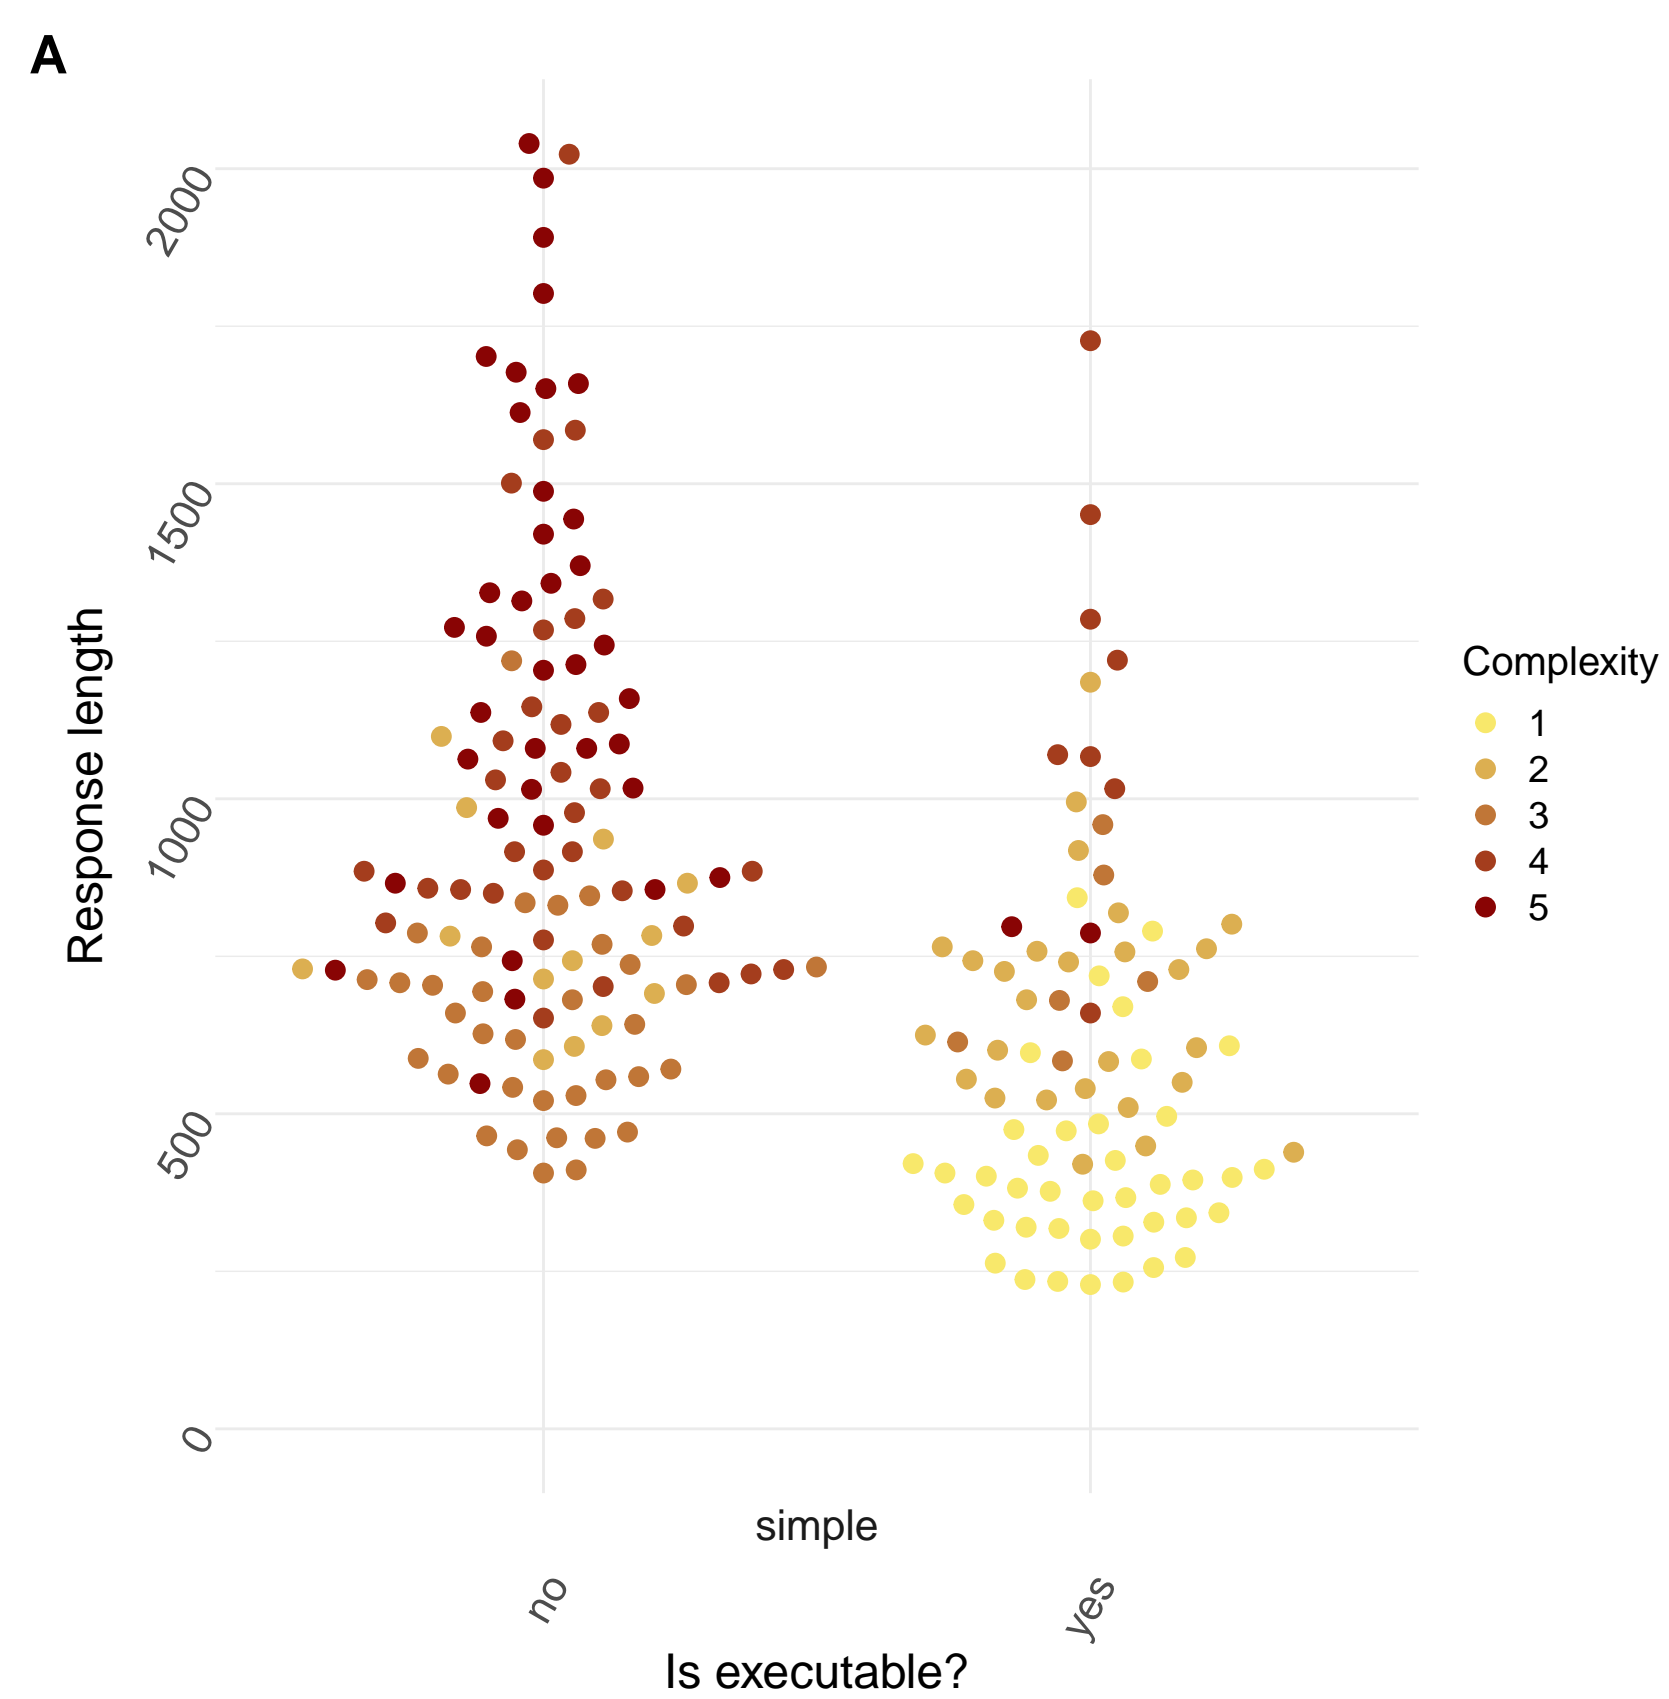 A
Response length
2000
1500
1000
500
0
Complexity
1
2
3
4
5
simple
no
yes
Is executable?